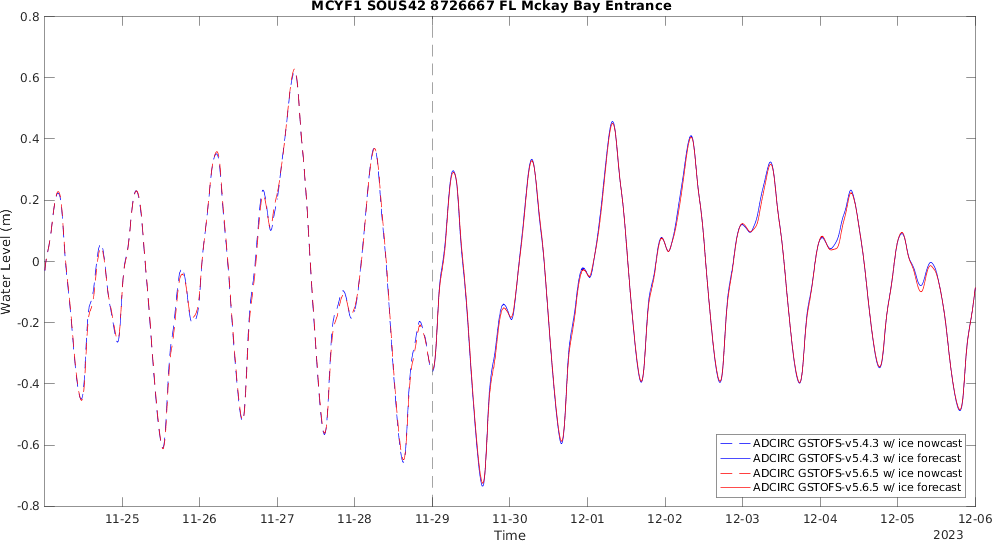 MCYF1 SOUS42 8726667 FL Mckay Bay Entrance
0.8
0.6
0.4
0.2
0
-0.2
-0.4
-0.6
-0.8
Water Level (m)
11-25 11-26 11-27 11-28 11-29 11-30 12-01 12-02 12-03 12-04 12-05 12-06
Time
2023
ADCIRC GSTOFS-v5.4.3 w/ ice nowcast
ADCIRC GSTOFS-v5.4.3 w/ ice forecast
ADCIRC GSTOFS-v5.6.5 w/ ice nowcast
ADCIRC GSTOFS-v5.6.5 w/ ice forecast